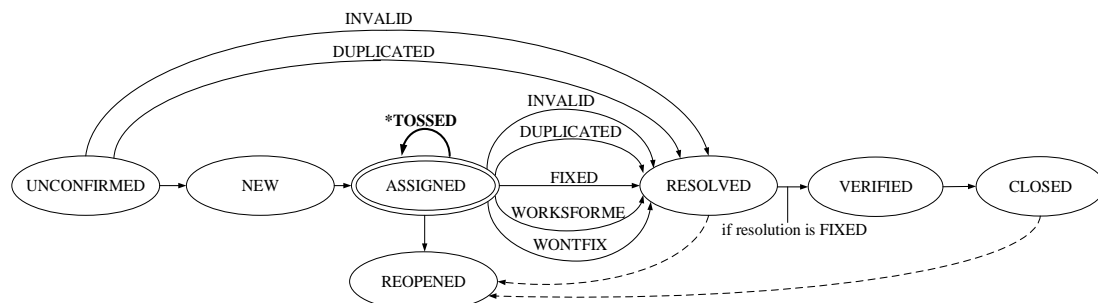 INVALID
DUPLICATED
*TOSSED
INVALID
DUPLICATED
UNCONFIRMED
NEW
ASSIGNED
FIXED
RESOLVED
VERIFIED
CLOSED
WORKSFORME
if resolution is FIXED
WONTFIX
REOPENED